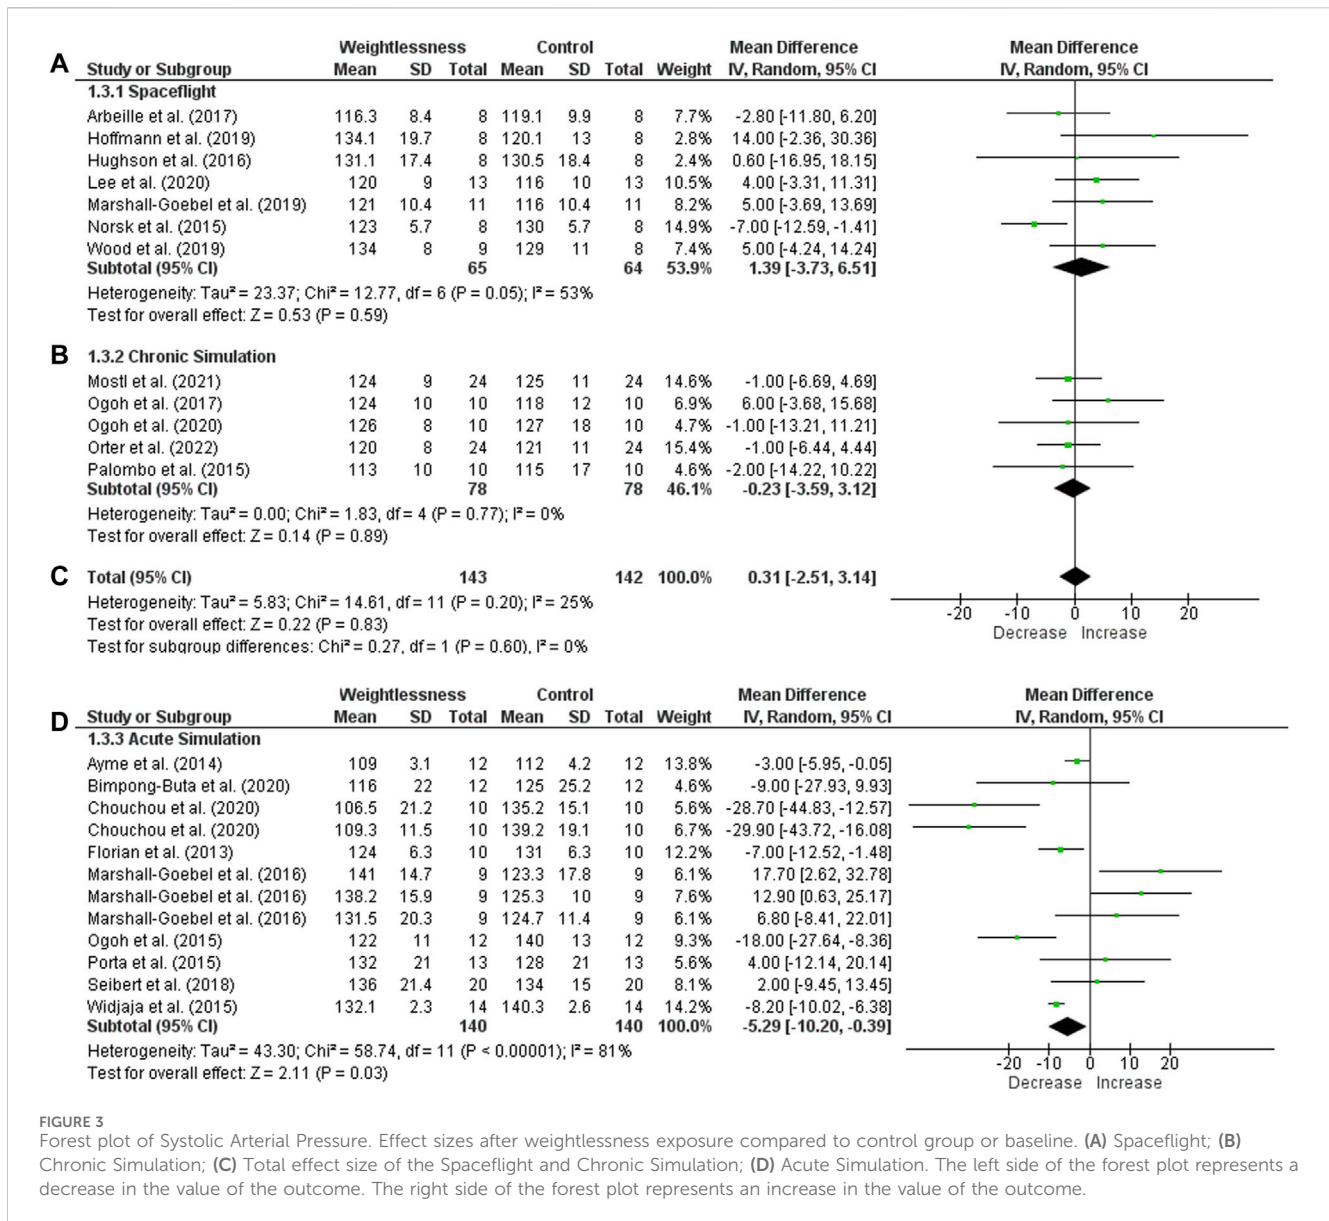 Weightlessness Control Mean Difference Mean Difference
A Study or Subgroup Mean SD Total Mean SD Total Weight IV, Random, 95% CI IV, Random, 95% CI
1.3.1 Spaceflight
Arbeille et al. (2017) 116.3 8.4 8 119.1 9.9 8 7.7% -2.80 [-11.80, 6.20]
Hoffmann et al. (2019) 134.1 19.7 8 120.1 13 8 2.8% 14.00 [-2.36, 30.36]
Hughson et al. (2016) 131.1 17.4 8 130.5 18.4 8 2.4% 0.60 [-16.95, 18.15]
Lee et al. (2020) 120 9 13 116 10 13 10.5% 4.00 [-3.31, 11.31]
Marshall-Goebel et al. (2019) 121 10.4 11 116 10.4 11 8.2% 5.00 [-3.69, 13.69]
Norsk et al. (2015) 123 5.7 8 130 5.7 8 14.9% -7.00 [-12.59, -1.41]
Wood et al. (2019) 134 8 9 129 11 8 7.4% 5.00 [-4.24, 14.24]
Subtotal (95% CI) 65 64 53.9% 1.39 [-3.73, 6.51]
Heterogeneity: Tau² = 23.37; Chi² = 12.77, df = 6 (P = 0.05); I² = 53%
Test for overall effect: Z = 0.53 (P = 0.59)
B 1.3.2 Chronic Simulation
Mostl et al. (2021) 124 9 24 125 11 24 14.6% -1.00 [-6.69, 4.69]
Ogoh et al. (2017) 124 10 10 118 12 10 6.9% 6.00 [-3.68, 15.68]
Ogoh et al. (2020) 126 8 10 127 18 10 4.7% -1.00 [-13.21, 11.21]
Orter et al. (2022) 120 8 24 121 11 24 15.4% -1.00 [-6.44, 4.44]
Palombo et al. (2015) 113 10 10 115 17 10 4.6% -2.00 [-14.22, 10.22]
Subtotal (95% CI) 78 78 46.1% -0.23 [-3.59, 3.12]
Heterogeneity: Tau² = 0.00; Chi² = 1.83, df = 4 (P = 0.77); I² = 0%
Test for overall effect: Z = 0.14 (P = 0.89)
C Total (95% CI) 143 142 100.0% 0.31 [-2.51, 3.14]
Heterogeneity: Tau² = 5.83; Chi² = 14.61, df = 11 (P = 0.20); I² = 25%
Test for overall effect: Z = 0.22 (P = 0.83)
Test for subgroup differences: Chi² = 0.27, df = 1 (P = 0.60), I² = 0%
-20 -10 0 10 20
Decrease Increase
Weightlessness Control Mean Difference Mean Difference
D Study or Subgroup Mean SD Total Mean SD Total Weight IV, Random, 95% CI IV, Random, 95% CI
1.3.3 Acute Simulation
Ayme et al. (2014) 109 3.1 12 112 4.2 12 13.8% -3.00 [-5.95, -0.05]
Bimpong-Buta et al. (2020) 116 22 12 125 25.2 12 4.6% -9.00 [-27.93, 9.93]
Chouchou et al. (2020) 106.5 21.2 10 135.2 15.1 10 5.6% -28.70 [-44.83, -12.57]
Chouchou et al. (2020) 109.3 11.5 10 139.2 19.1 10 6.7% -29.90 [-43.72, -16.08]
Florian et al. (2013) 124 6.3 10 131 6.3 10 12.2% -7.00 [-12.52, -1.48]
Marshall-Goebel et al. (2016) 141 14.7 9 123.3 17.8 9 6.1% 17.70 [2.62, 32.78]
Marshall-Goebel et al. (2016) 138.2 15.9 9 125.3 10 9 7.6% 12.90 [0.63, 25.17]
Marshall-Goebel et al. (2016) 131.5 20.3 9 124.7 11.4 9 6.1% 6.80 [-8.41, 22.01]
Ogoh et al. (2015) 122 11 12 140 13 12 9.3% -18.00 [-27.64, -8.36]
Porta et al. (2015) 132 21 13 128 21 13 5.6% 4.00 [-12.14, 20.14]
Seibert et al. (2018) 136 21.4 20 134 15 20 8.1% 2.00 [-9.45, 13.45]
Widjaja et al. (2015) 132.1 2.3 14 140.3 2.6 14 14.2% -8.20 [-10.02, -6.38]
Subtotal (95% CI) 140 140 100.0% -5.29 [-10.20, -0.39]
Heterogeneity: Tau² = 43.30; Chi² = 58.74, df = 11 (P < 0.00001); I² = 81%
Test for overall effect: Z = 2.11 (P = 0.03)
-20 -10 0 10 20
Decrease Increase
FIGURE 3
Forest plot of Systolic Arterial Pressure. Effect sizes after weightlessness exposure compared to control group or baseline. (A) Spaceflight; (B)
Chronic Simulation; (C) Total effect size of the Spaceflight and Chronic Simulation; (D) Acute Simulation. The left side of the forest plot represents a
decrease in the value of the outcome. The right side of the forest plot represents an increase in the value of the outcome.